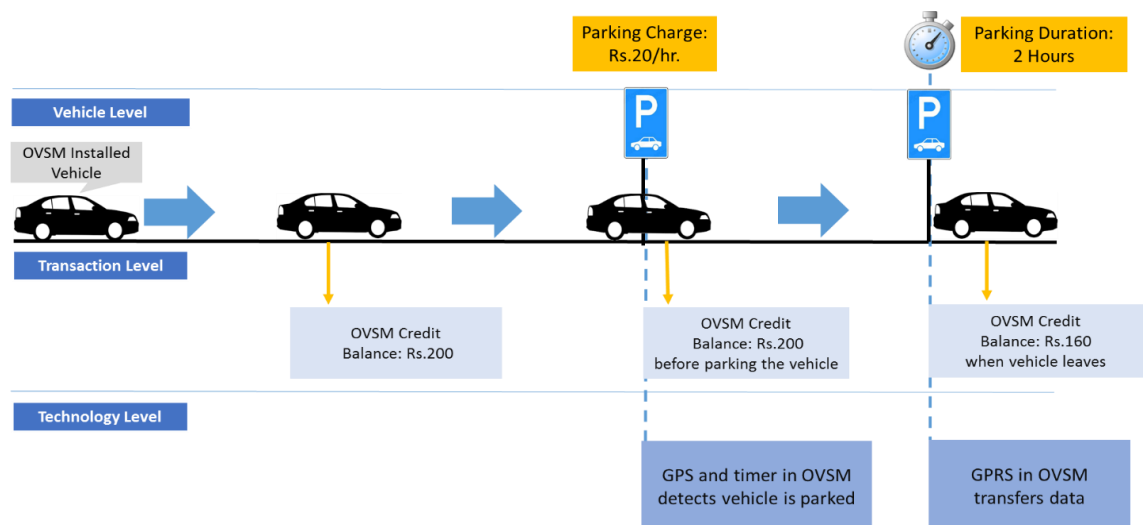 Parking Charge:
Rs.20/hr.
Parking Duration:
2 Hours
Vehicle Level
P
P
OVSM Installed
Vehicle
Transaction Level
OVSM Credit
Balance: Rs.200
OVSM Credit
Balance: Rs.200
before parking the vehicle
OVSM Credit
Balance: Rs.160
when vehicle leaves
Technology Level
GPS and timer in OVSM
detects vehicle is parked
GPRS in OVSM
transfers data